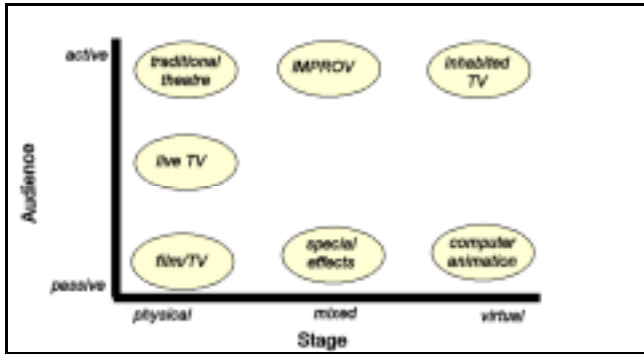 active
traditional
theatre
IMPROV
inhabited
TV
live TV
Audience
film/TV
special
effects
computer
animation
passive
physical
mixed
virtual
Stage